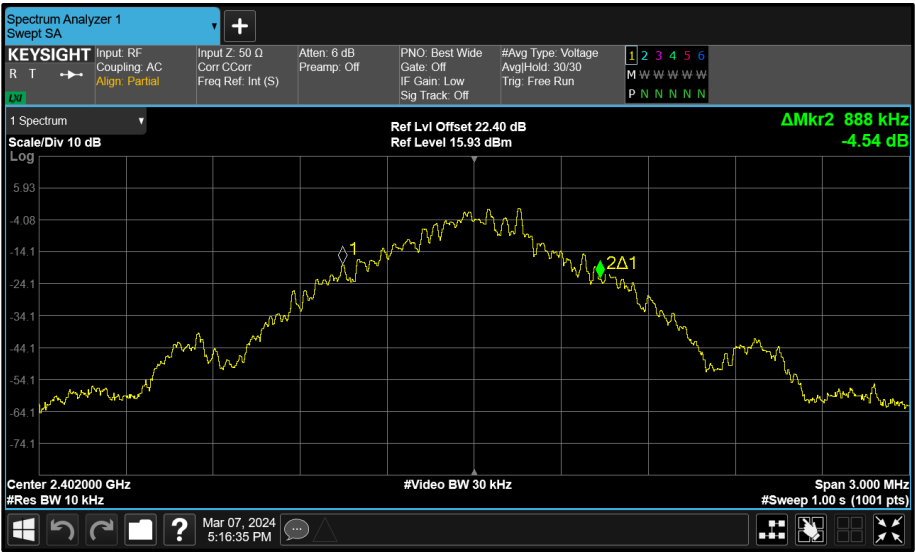 Spectrum Analyzer 1
Swept SA
KEYSIGHT
R T
LXI
Input: RF
Coupling: AC
Align: Partial
Input Z: 50 Ω
Corr CCorr
Freq Ref: Int (S)
Atten: 6 dB
Preamp: Off
PNO: Best Wide
Gate: Off
IF Gain: Low
Sig Track: Off
#Avg Type: Voltage
Avg|Hold: 30/30
Trig: Free Run
1 2 3 4 5 6
M W W W W W
P N N N N N
1 Spectrum
Scale/Div 10 dB
Ref Lvl Offset 22.40 dB
Ref Level 15.93 dBm
ΔMkr2 888 kHz
-4.54 dB
Log
5.93
-4.08
-14.1
-24.1
-34.1
-44.1
-54.1
-64.1
-74.1
1
2Δ1
Center 2.402000 GHz
#Res BW 10 kHz
#Video BW 30 kHz
Span 3.000 MHz
#Sweep 1.00 s (1001 pts)
?
Mar 07, 2024
5:16:35 PM